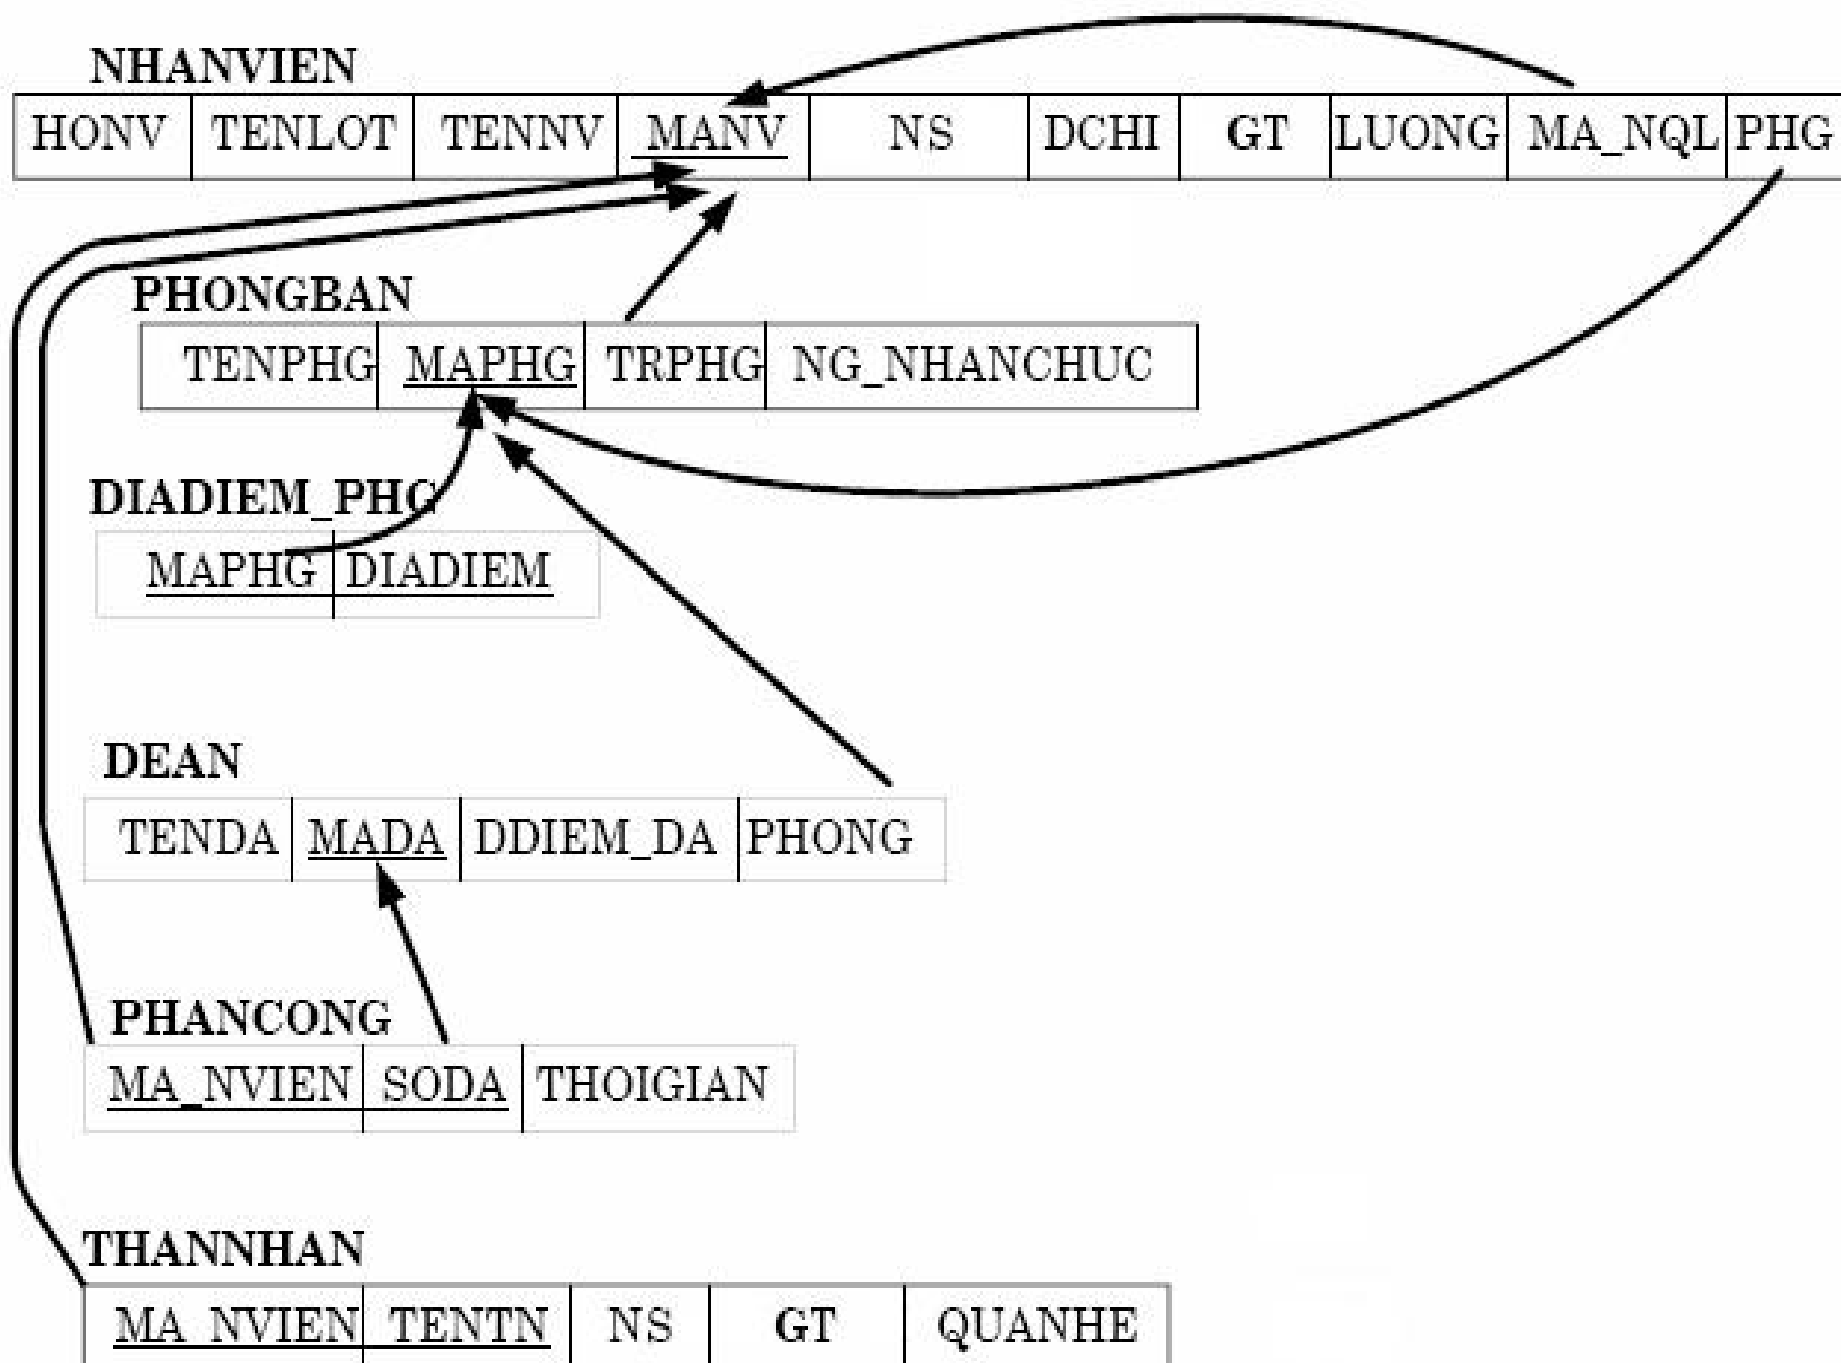 NHANVIEN
HONV TENLOT TENNV MANV NS DCHI GT LUONG MA_NQL PHG
PHONGBAN
TENPHG MAPHG TRPHG NG_NHANCHUC
DIADIEM_PHG
MAPHG DIADIEM
DEAN
TENDA MADA DDIEM_DA PHONG
PHANCONG
MA_NVIEN SODA THOIGIAN
THANNHAN
MA_NVIEN TENTN NS GT QUANHE